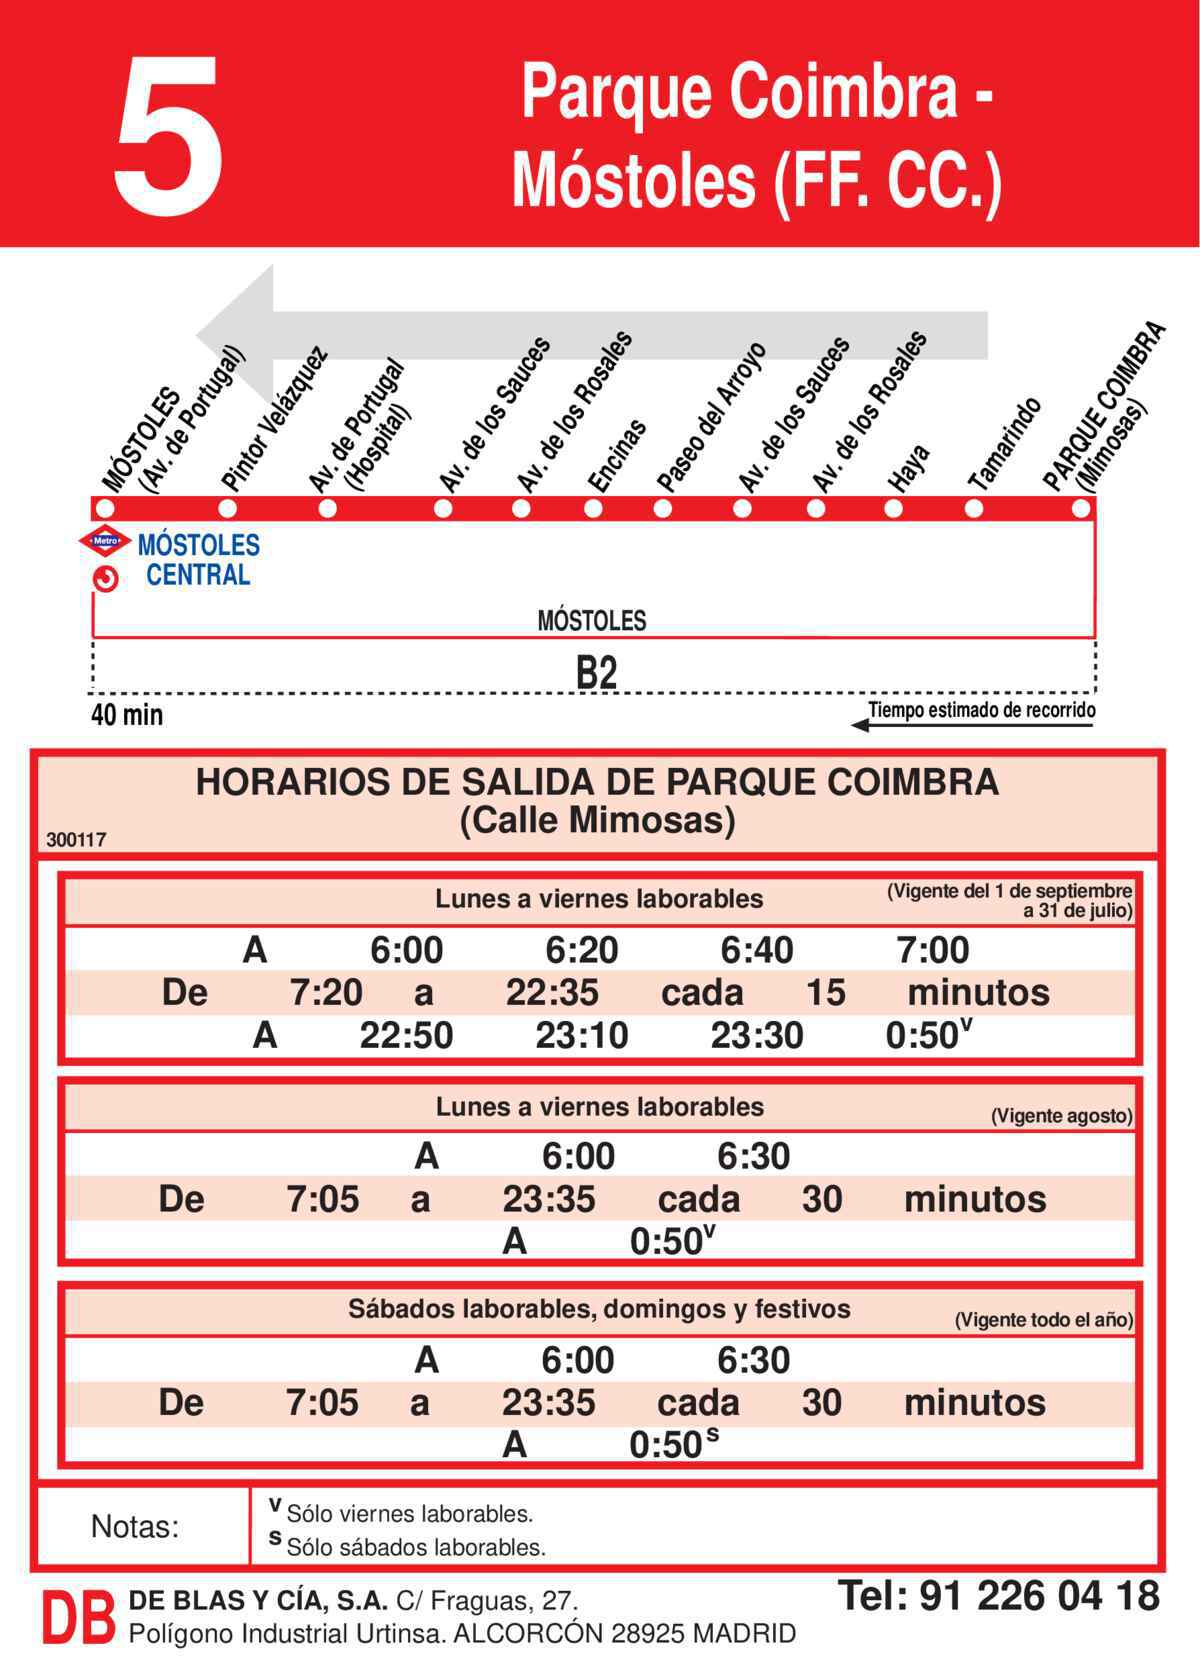 5
Parque Coimbra -
Móstoles (FF. CC.)
MÓSTOLES
(Av. de Portugal)
Pintor Velázquez
Av. de Portugal
(Hospital)
Av. de los Sauces
Av. de los Rosales
Encinas
Paseo del Arroyo
Av. de los Sauces
Av. de los Rosales
Haya
Tamarindo
PARQUE COIMBRA
(Mimosas)
Metro
MÓSTOLES
CENTRAL
MÓSTOLES
B2
40 min
Tiempo estimado de recorrido
HORARIOS DE SALIDA DE PARQUE COIMBRA
(Calle Mimosas)
300117
Lunes a viernes laborables
(Vigente del 1 de septiembre
a 31 de julio)
A 6:00 6:20 6:40 7:00
De 7:20 a 22:35 cada 15 minutos
A 22:50 23:10 23:30 0:50v
Lunes a viernes laborables
(Vigente agosto)
A 6:00 6:30
De 7:05 a 23:35 cada 30 minutos
A 0:50v
Sábados laborables, domingos y festivos
(Vigente todo el año)
A 6:00 6:30
De 7:05 a 23:35 cada 30 minutos
A 0:50s
Notas:
v Sólo viernes laborables.
s Sólo sábados laborables.
DB
DE BLAS Y CÍA, S.A. C/ Fraguas, 27.
Polígono Industrial Urtinsa. ALCORCÓN 28925 MADRID
Tel: 91 226 04 18